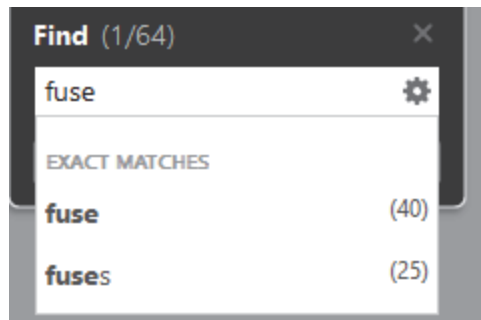 Find (1/64)
fuse
EXACT MATCHES
fuse (40)
fuses (25)